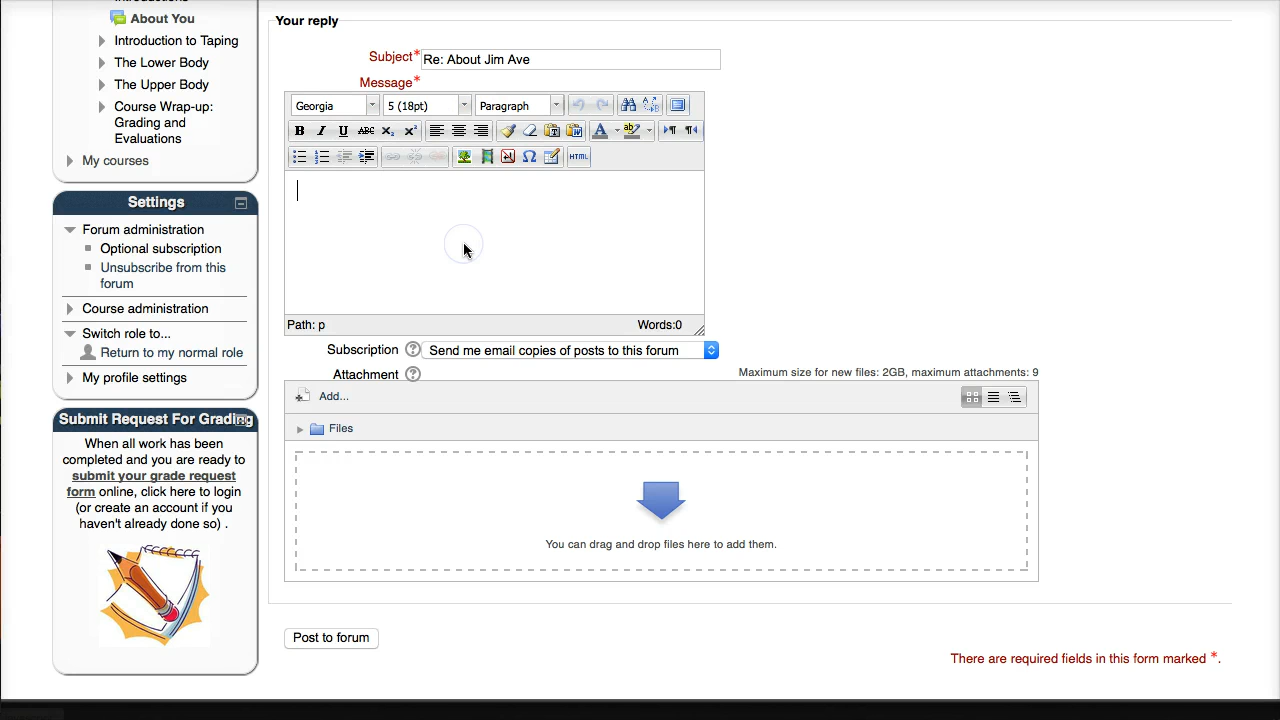 Introductions
About You
Introduction to Taping
The Lower Body
The Upper Body
Course Wrap-up:
Grading and
Evaluations
My courses
Settings
Forum administration
Optional subscription
Unsubscribe from this
forum
Course administration
Switch role to...
Return to my normal role
My profile settings
Submit Request For Grading
When all work has been
completed and you are ready to
submit your grade request
form online, click here to login
(or create an account if you
haven't already done so) .
Your reply
Subject* Re: About Jim Ave
Message*
Georgia 5 (18pt) Paragraph
B I U ABC X₂ X² A ab
Ω HTML
Path: p Words:0
Subscription ? Send me email copies of posts to this forum
Attachment ? Maximum size for new files: 2GB, maximum attachments: 9
Add...
Files
You can drag and drop files here to add them.
Post to forum
There are required fields in this form marked *.